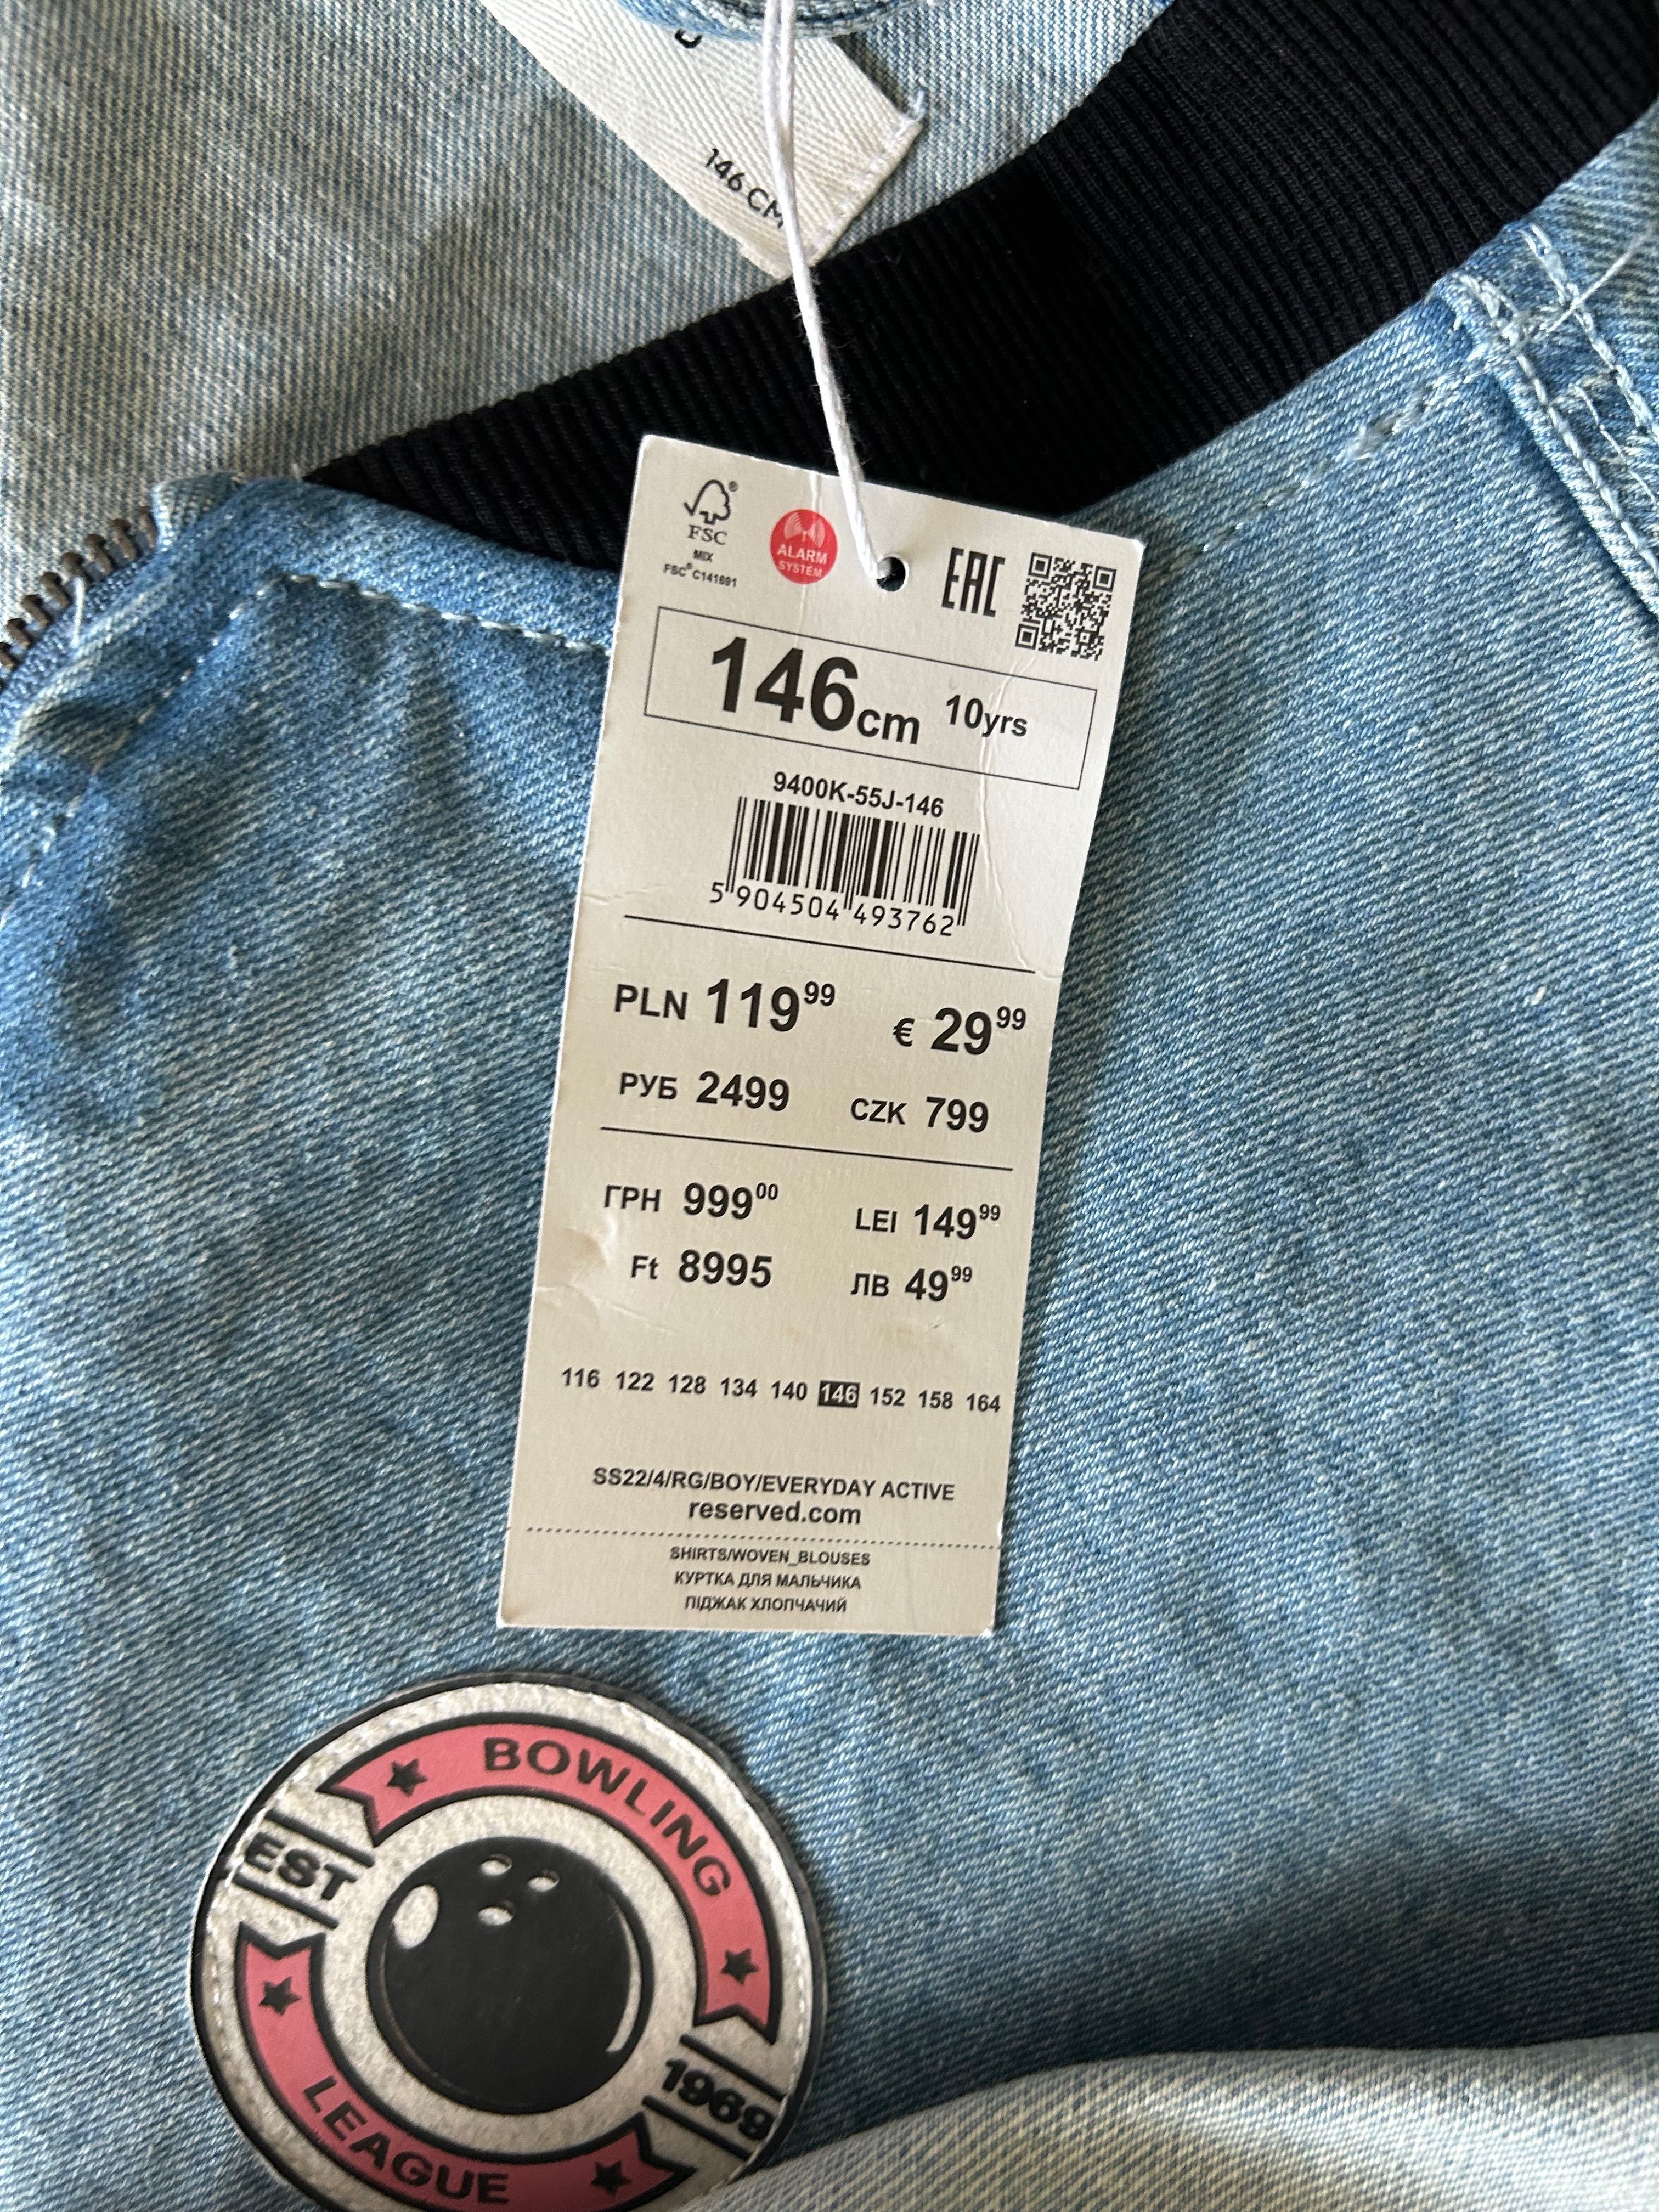 146 CM
FSC
MIX
FSC® C141691
ALARM
SYSTEM
EAC
146cm 10yrs
9400K-55J-146
5 904504 493762
PLN 119⁹⁹ € 29⁹⁹
РУБ 2499 CZK 799
ГРН 999⁰⁰ LEI 149⁹⁹
Ft 8995 ЛВ 49⁹⁹
116 122 128 134 140 146 152 158 164
SS22/4/RG/BOY/EVERYDAY ACTIVE
reserved.com
SHIRTS/WOVEN_BLOUSES
КУРТКА ДЛЯ МАЛЬЧИКА
ПІДЖАК ХЛОПЧАЧИЙ
BOWLING
EST
1969
LEAGUE